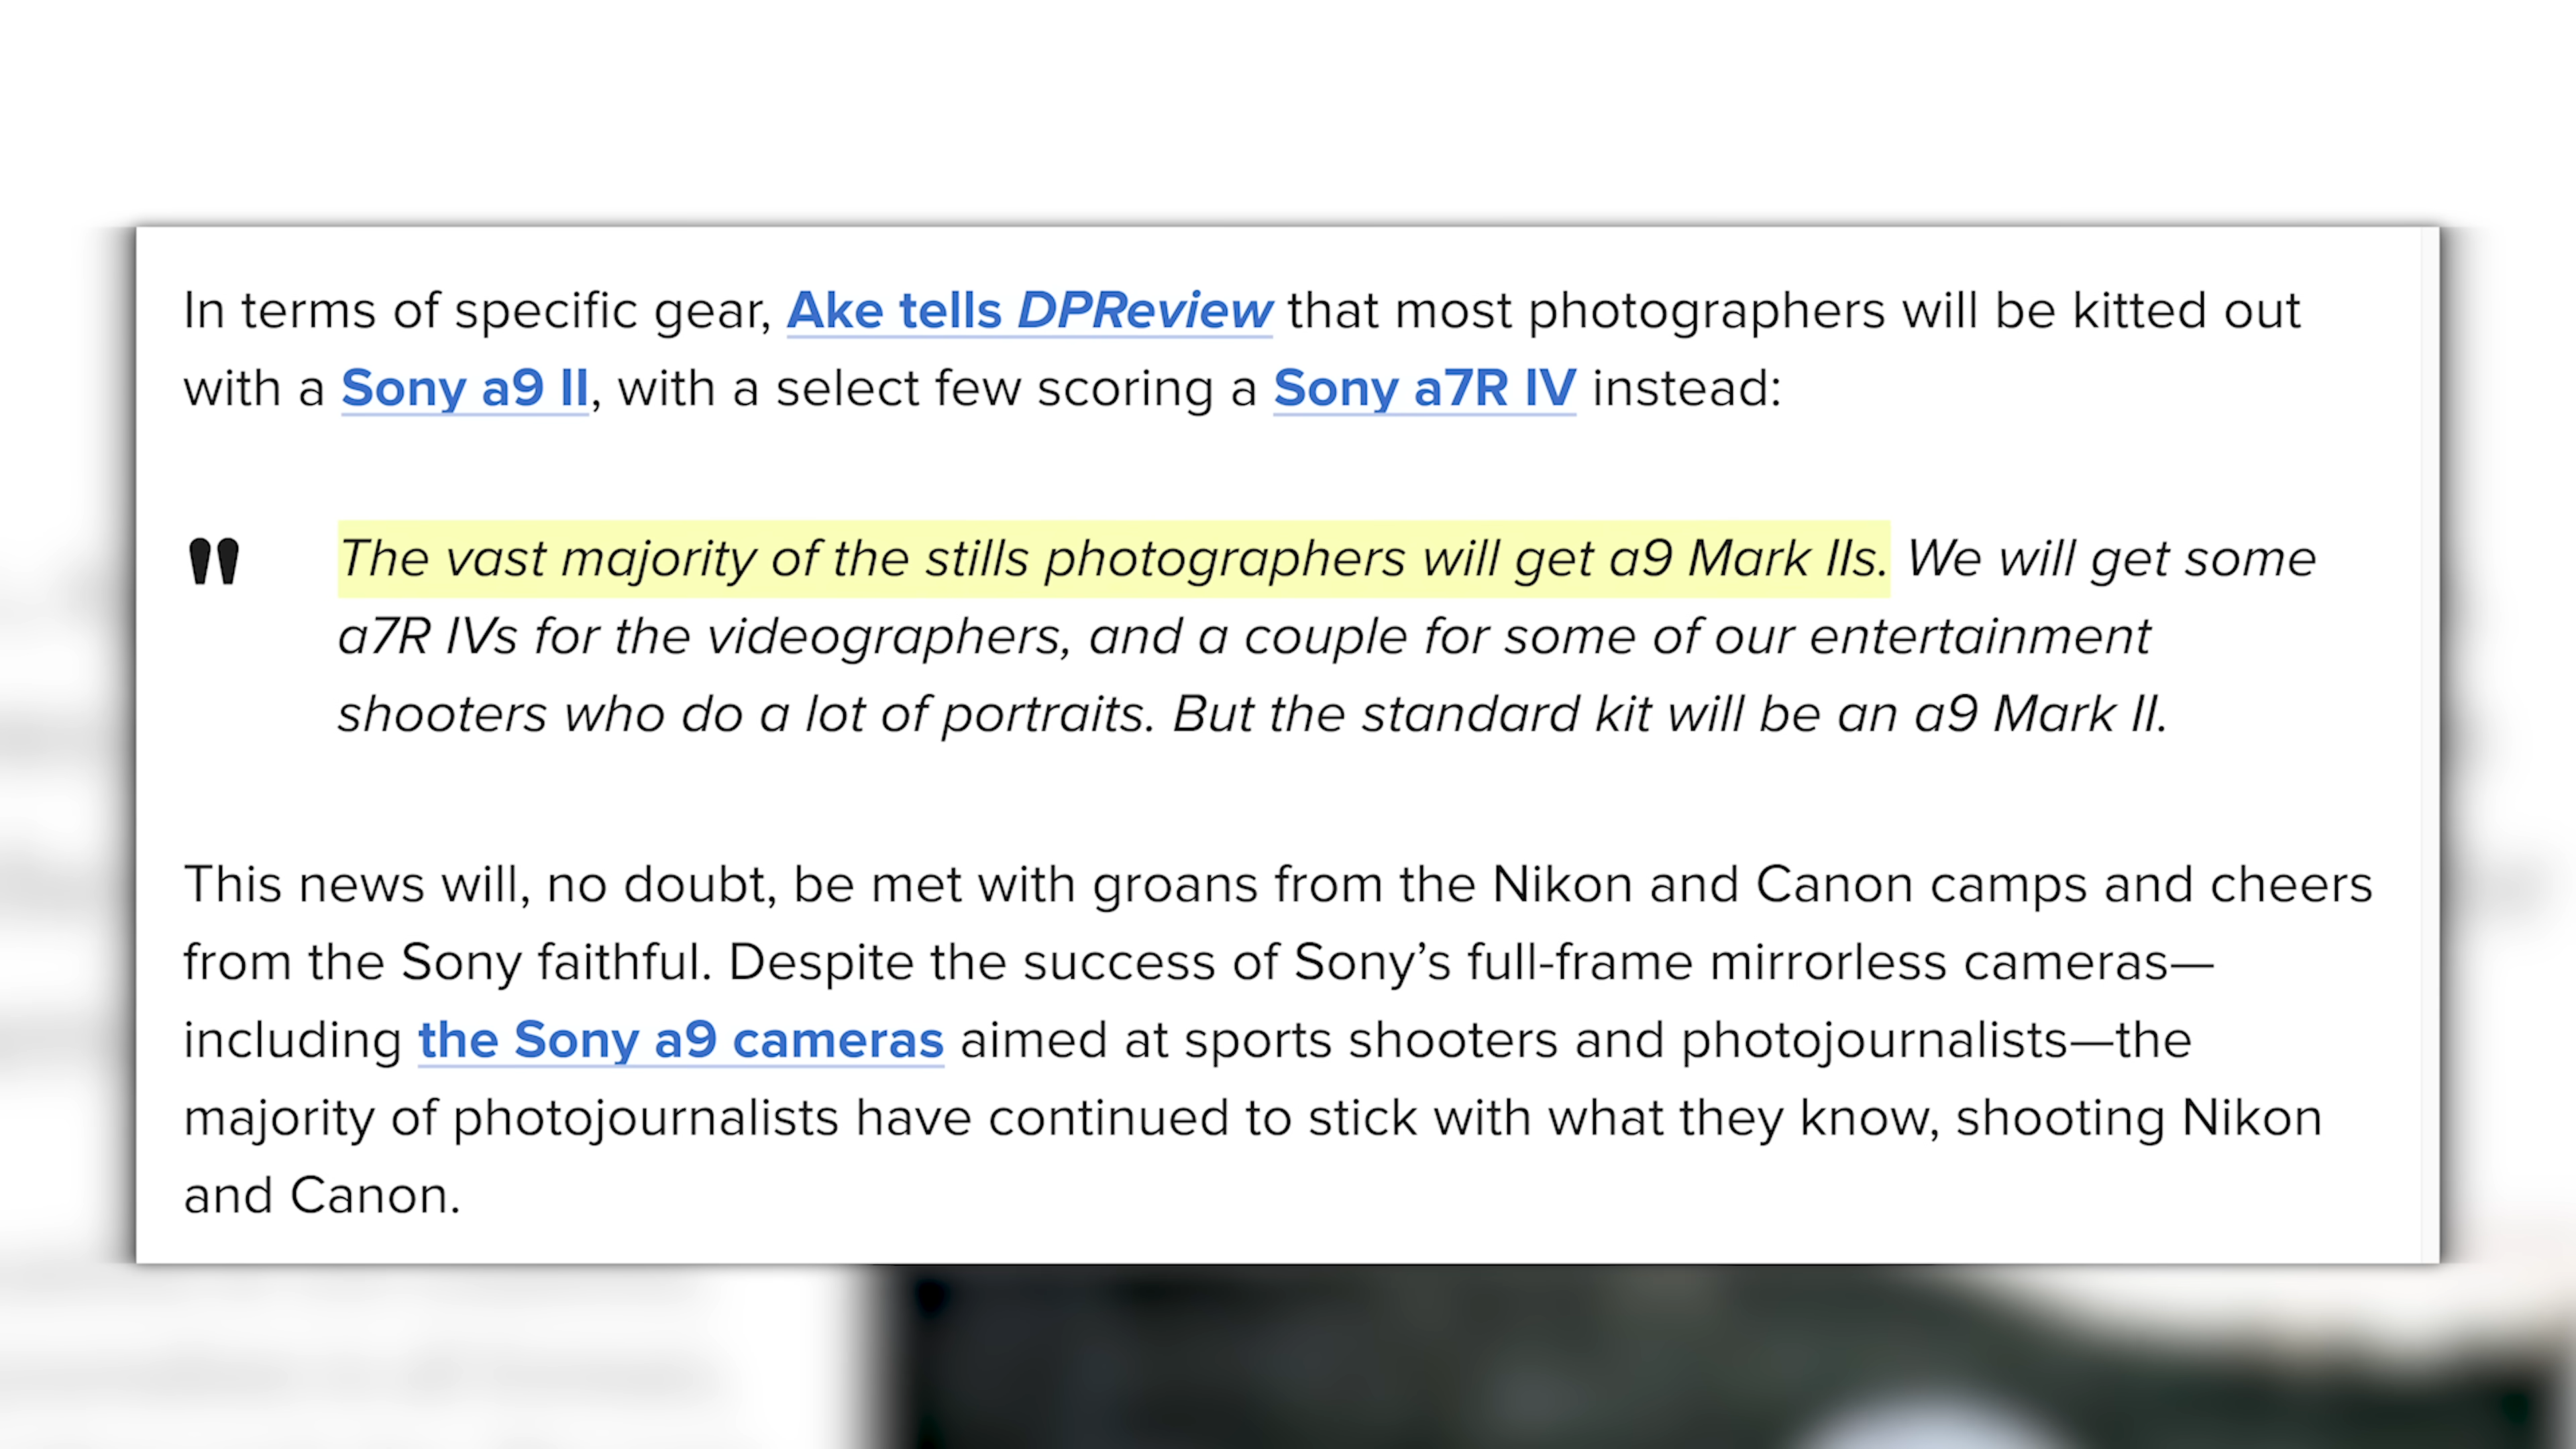 In terms of specific gear, Ake tells DPReview that most photographers will be kitted out
with a Sony a9 II, with a select few scoring a Sony a7R IV instead:
" The vast majority of the stills photographers will get a9 Mark IIs. We will get some
a7R IVs for the videographers, and a couple for some of our entertainment
shooters who do a lot of portraits. But the standard kit will be an a9 Mark II.
This news will, no doubt, be met with groans from the Nikon and Canon camps and cheers
from the Sony faithful. Despite the success of Sony’s full-frame mirrorless cameras—
including the Sony a9 cameras aimed at sports shooters and photojournalists—the
majority of photojournalists have continued to stick with what they know, shooting Nikon
and Canon.